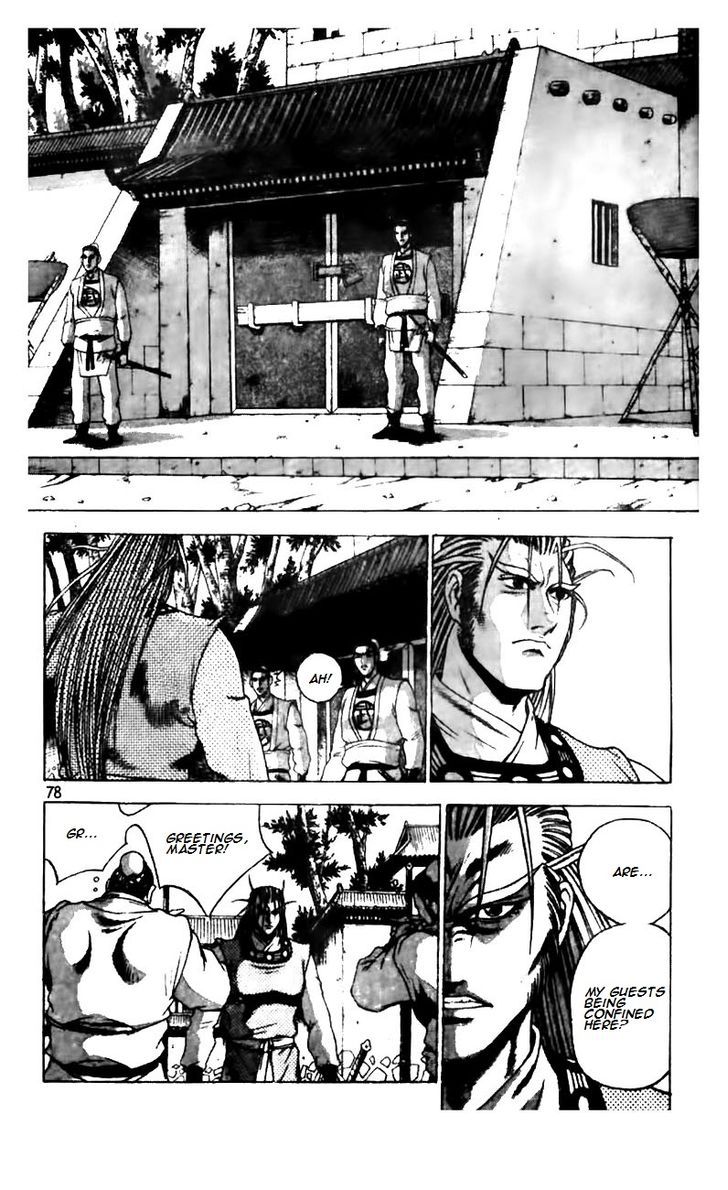 AH!
78
GR...
GREETINGS,
MASTER!
ARE...
MY GUESTS
BEING
CONFINED
HERE?